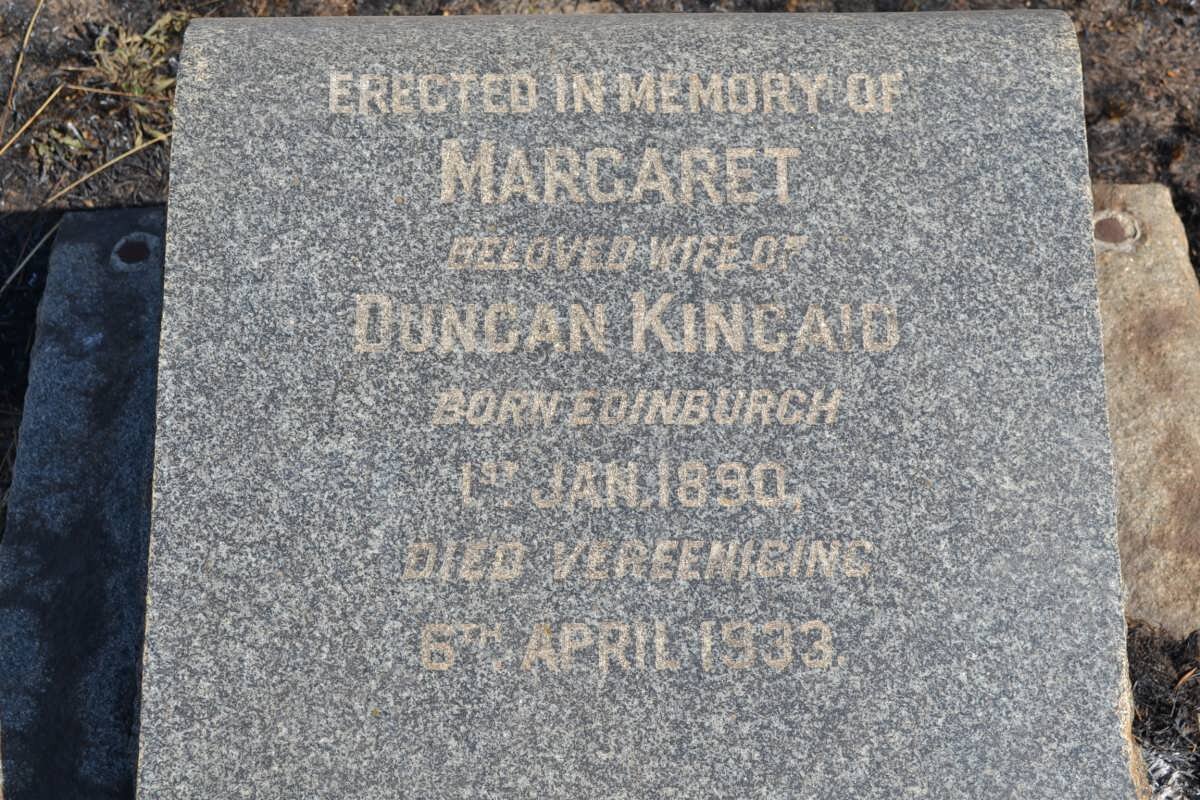 ERECTED IN MEMORY OF
MARGARET
BELOVED WIFE OF
DUNCAN KINCAID
BORN EDINBURGH
1ST JAN. 1890,
DIED VEREENIGING
6TH APRIL 1933.